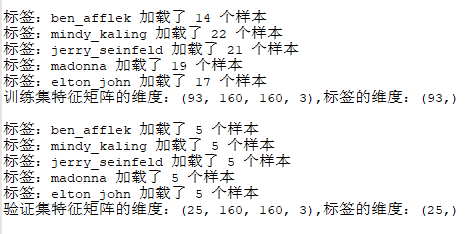 标签：ben_afflek 加载了 14 个样本
标签：mindy_kaling 加载了 22 个样本
标签：jerry_seinfeld 加载了 21 个样本
标签：madonna 加载了 19 个样本
标签：elton_john 加载了 17 个样本
训练集特征矩阵的维度：(93, 160, 160, 3),标签的维度：(93,)
标签：ben_afflek 加载了 5 个样本
标签：mindy_kaling 加载了 5 个样本
标签：jerry_seinfeld 加载了 5 个样本
标签：madonna 加载了 5 个样本
标签：elton_john 加载了 5 个样本
验证集特征矩阵的维度：(25, 160, 160, 3),标签的维度：(25,)